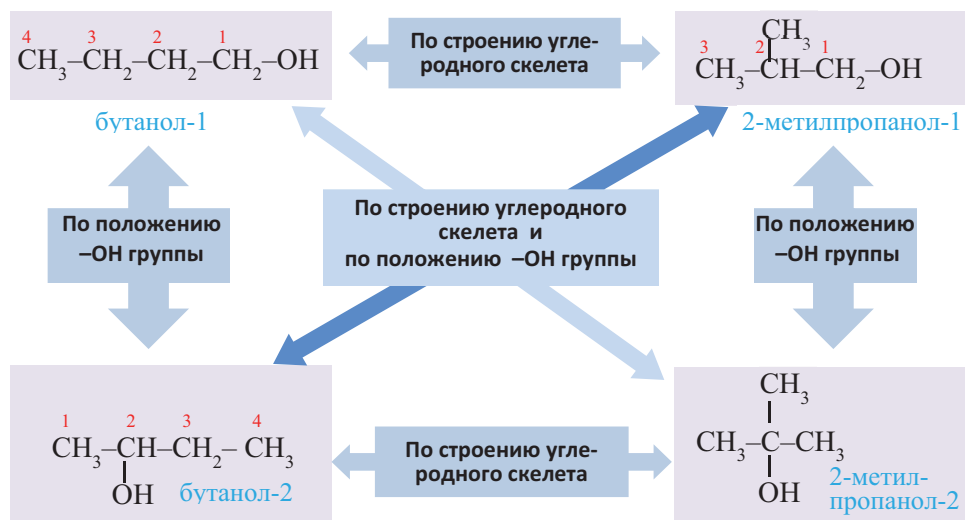 4 3 2 1
CH₃–CH₂–CH₂–CH₂–OH
бутанол-1
По строению угле-
родного скелета
CH₃
3 2 1
CH₃–CH–CH₂–OH
2-метилпропанол-1
По положению
–ОН группы
По строению углеродного
скелета и
по положению –ОН группы
По положению
–ОН группы
1 2 3 4
CH₃–CH–CH₂–CH₃
OH
бутанол-2
По строению угле-
родного скелета
CH₃
CH₃–C–CH₃
OH
2-метил-
пропанол-2